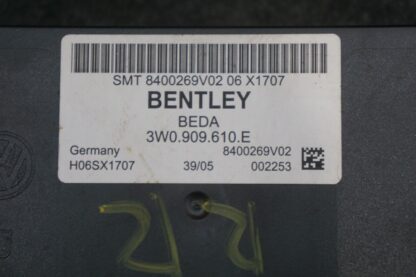 SMT 8400269V02 06 X1707
BENTLEY
BEDA
3W0.909.610.E
Germany 8400269V02
H06SX1707 39/05 002253